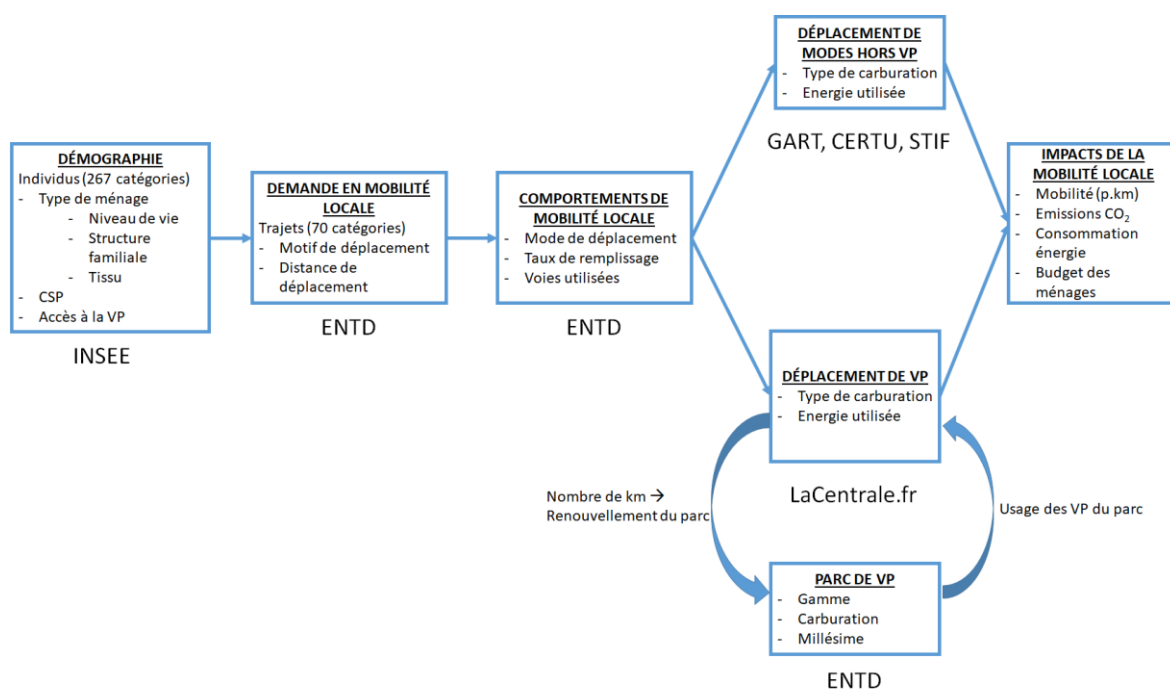 DÉMOGRAPHIE
Individus (267 catégories)
- Type de ménage
- Niveau de vie
- Structure
familiale
- Tissu
- CSP
- Accès à la VP
INSEE
DEMANDE EN MOBILITÉ
LOCALE
Trajets (70 catégories)
- Motif de déplacement
- Distance de
déplacement
ENTD
COMPORTEMENTS DE
MOBILITÉ LOCALE
- Mode de déplacement
- Taux de remplissage
- Voies utilisées
ENTD
DÉPLACEMENT DE
MODES HORS VP
- Type de carburation
- Energie utilisée
GART, CERTU, STIF
DÉPLACEMENT DE VP
- Type de carburation
- Energie utilisée
LaCentrale.fr
Nombre de km →
Renouvellement du parc
Usage des VP du parc
PARC DE VP
- Gamme
- Carburation
- Millésime
ENTD
IMPACTS DE LA
MOBILITÉ LOCALE
- Mobilité (p.km)
- Emissions CO₂
- Consommation
énergie
- Budget des
ménages